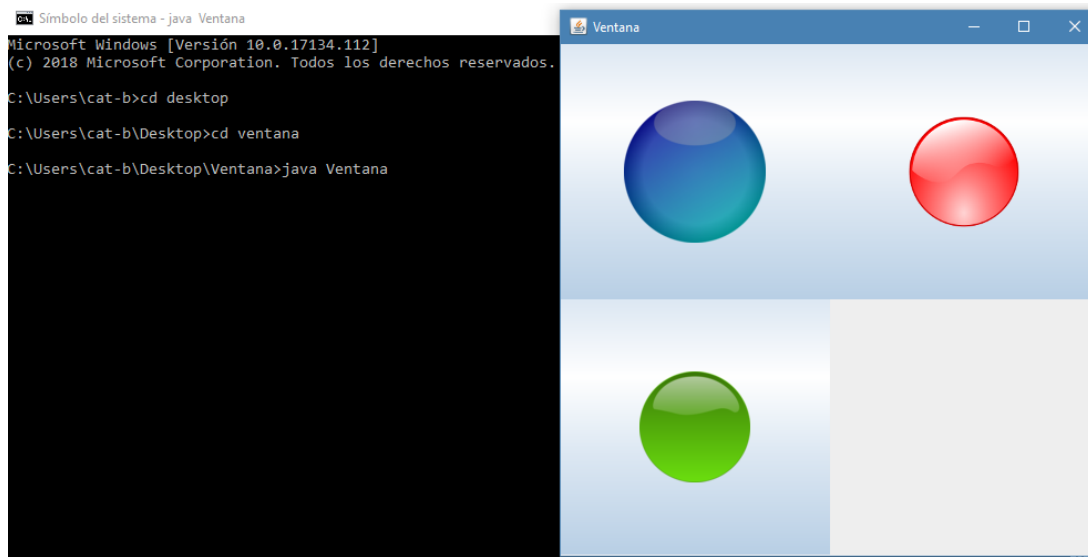 Símbolo del sistema - java  Ventana
Microsoft Windows [Versión 10.0.17134.112]
(c) 2018 Microsoft Corporation. Todos los derechos reservados.
C:\Users\cat-b>cd desktop
C:\Users\cat-b\Desktop>cd ventana
C:\Users\cat-b\Desktop\Ventana>java Ventana
Ventana